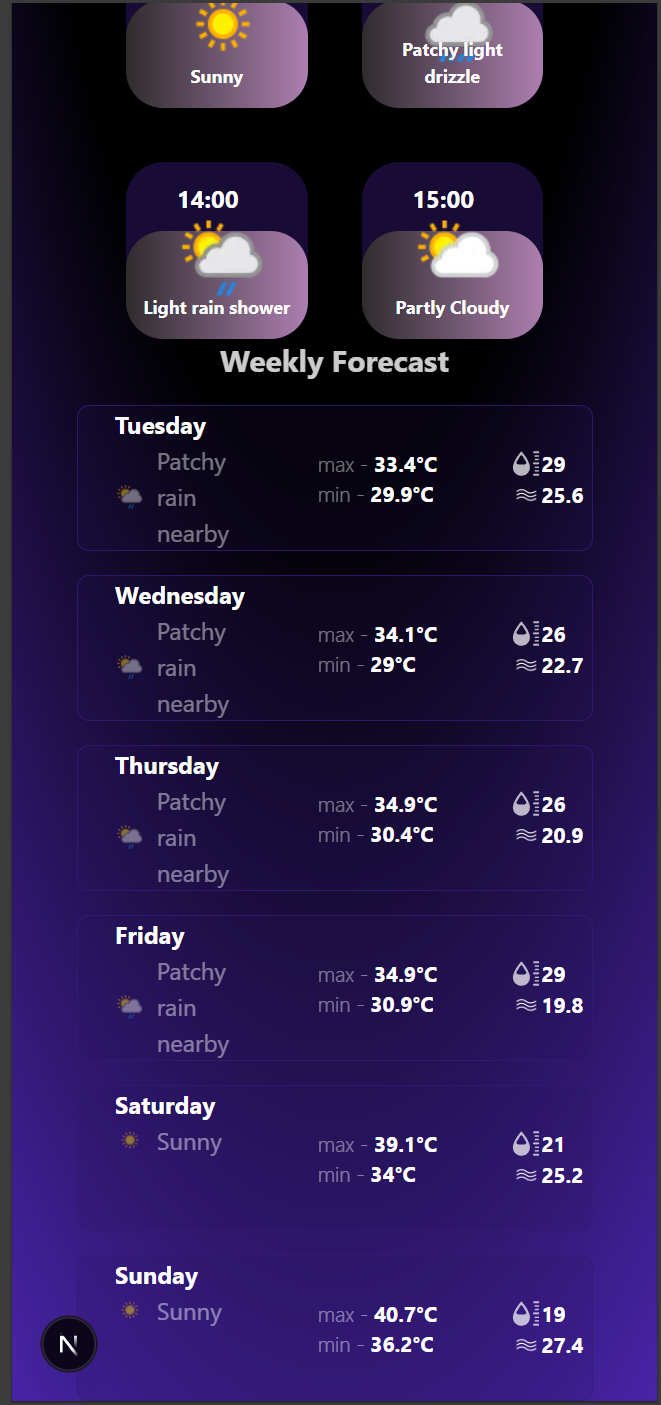 Sunny
Patchy light
drizzle
14:00
15:00
Light rain shower
Partly Cloudy
Weekly Forecast
Tuesday
Patchy
rain
nearby
max - 33.4°C
min - 29.9°C
29
25.6
Wednesday
Patchy
rain
nearby
max - 34.1°C
min - 29°C
26
22.7
Thursday
Patchy
rain
nearby
max - 34.9°C
min - 30.4°C
26
20.9
Friday
Patchy
rain
nearby
max - 34.9°C
min - 30.9°C
29
19.8
Saturday
Sunny
max - 39.1°C
min - 34°C
21
25.2
Sunday
Sunny
max - 40.7°C
min - 36.2°C
19
27.4
N